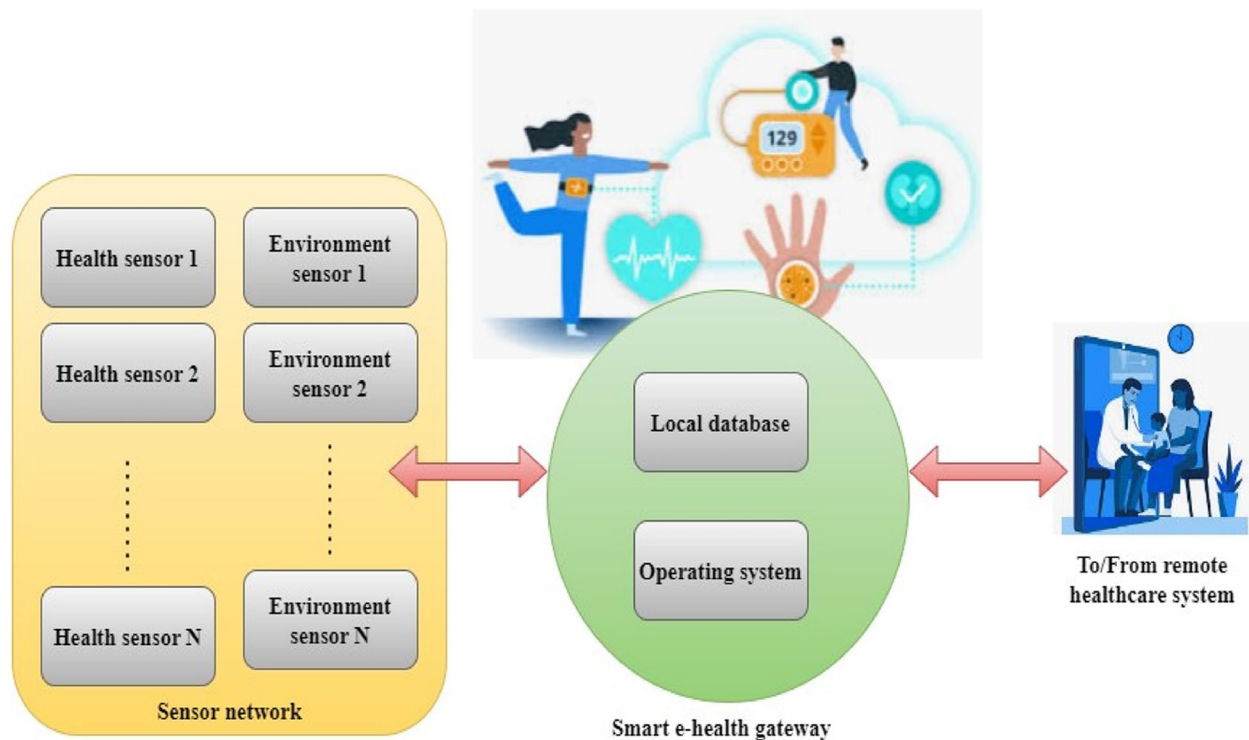 129
Health sensor 1
Environment
sensor 1
Health sensor 2
Environment
sensor 2
Health sensor N
Environment
sensor N
Sensor network
Local database
Operating system
Smart e-health gateway
To/From remote
healthcare system